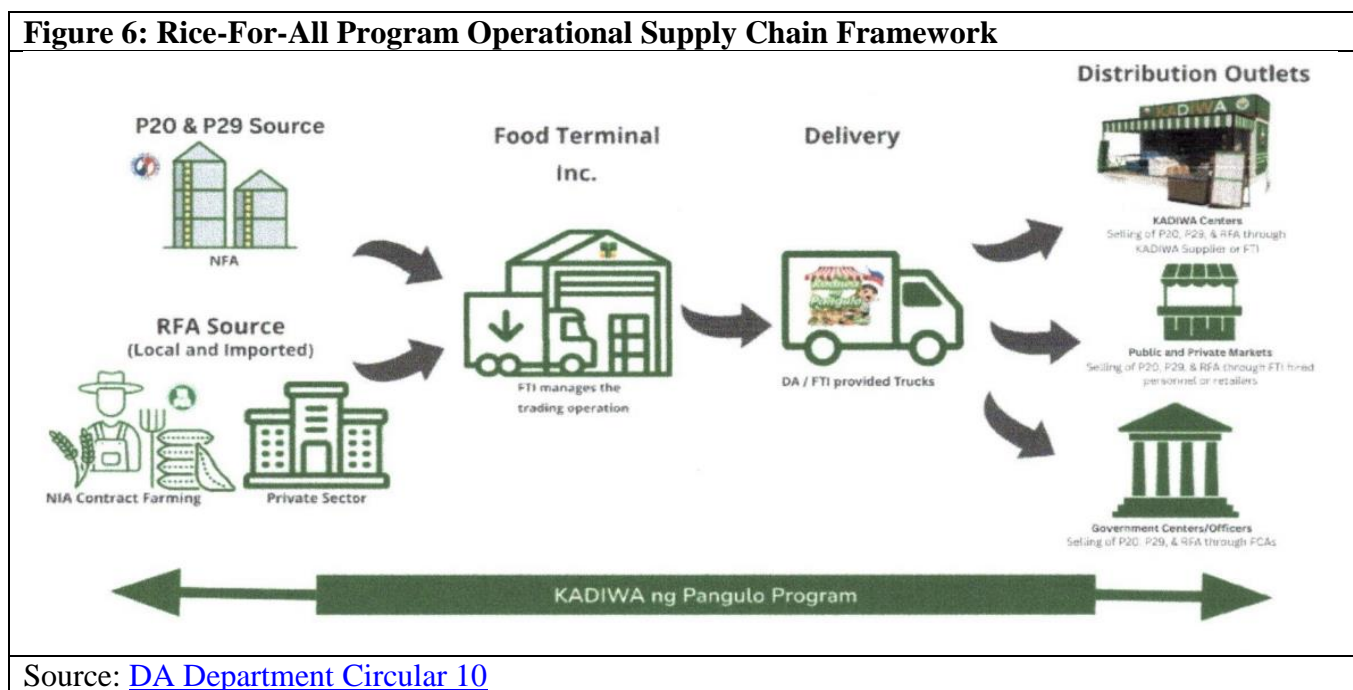 Figure 6: Rice-For-All Program Operational Supply Chain Framework
P20 & P29 Source
NFA
RFA Source
(Local and Imported)
NIA Contract Farming
Private Sector
Food Terminal
Inc.
FTI manages the
trading operation
Delivery
Kadiwa
ng
Pangulo
DA / FTI provided Trucks
Distribution Outlets
KADIWA
KADIWA Centers
Selling of P20, P29, & RFA through
KADIWA Supplier or FTI
Public and Private Markets
Selling of P20, P29, & RFA through FTI hired
personnel or retailers
Government Centers/Officers
Selling of P20, P29, & RFA through FCAs
KADIWA ng Pangulo Program
Source: DA Department Circular 10